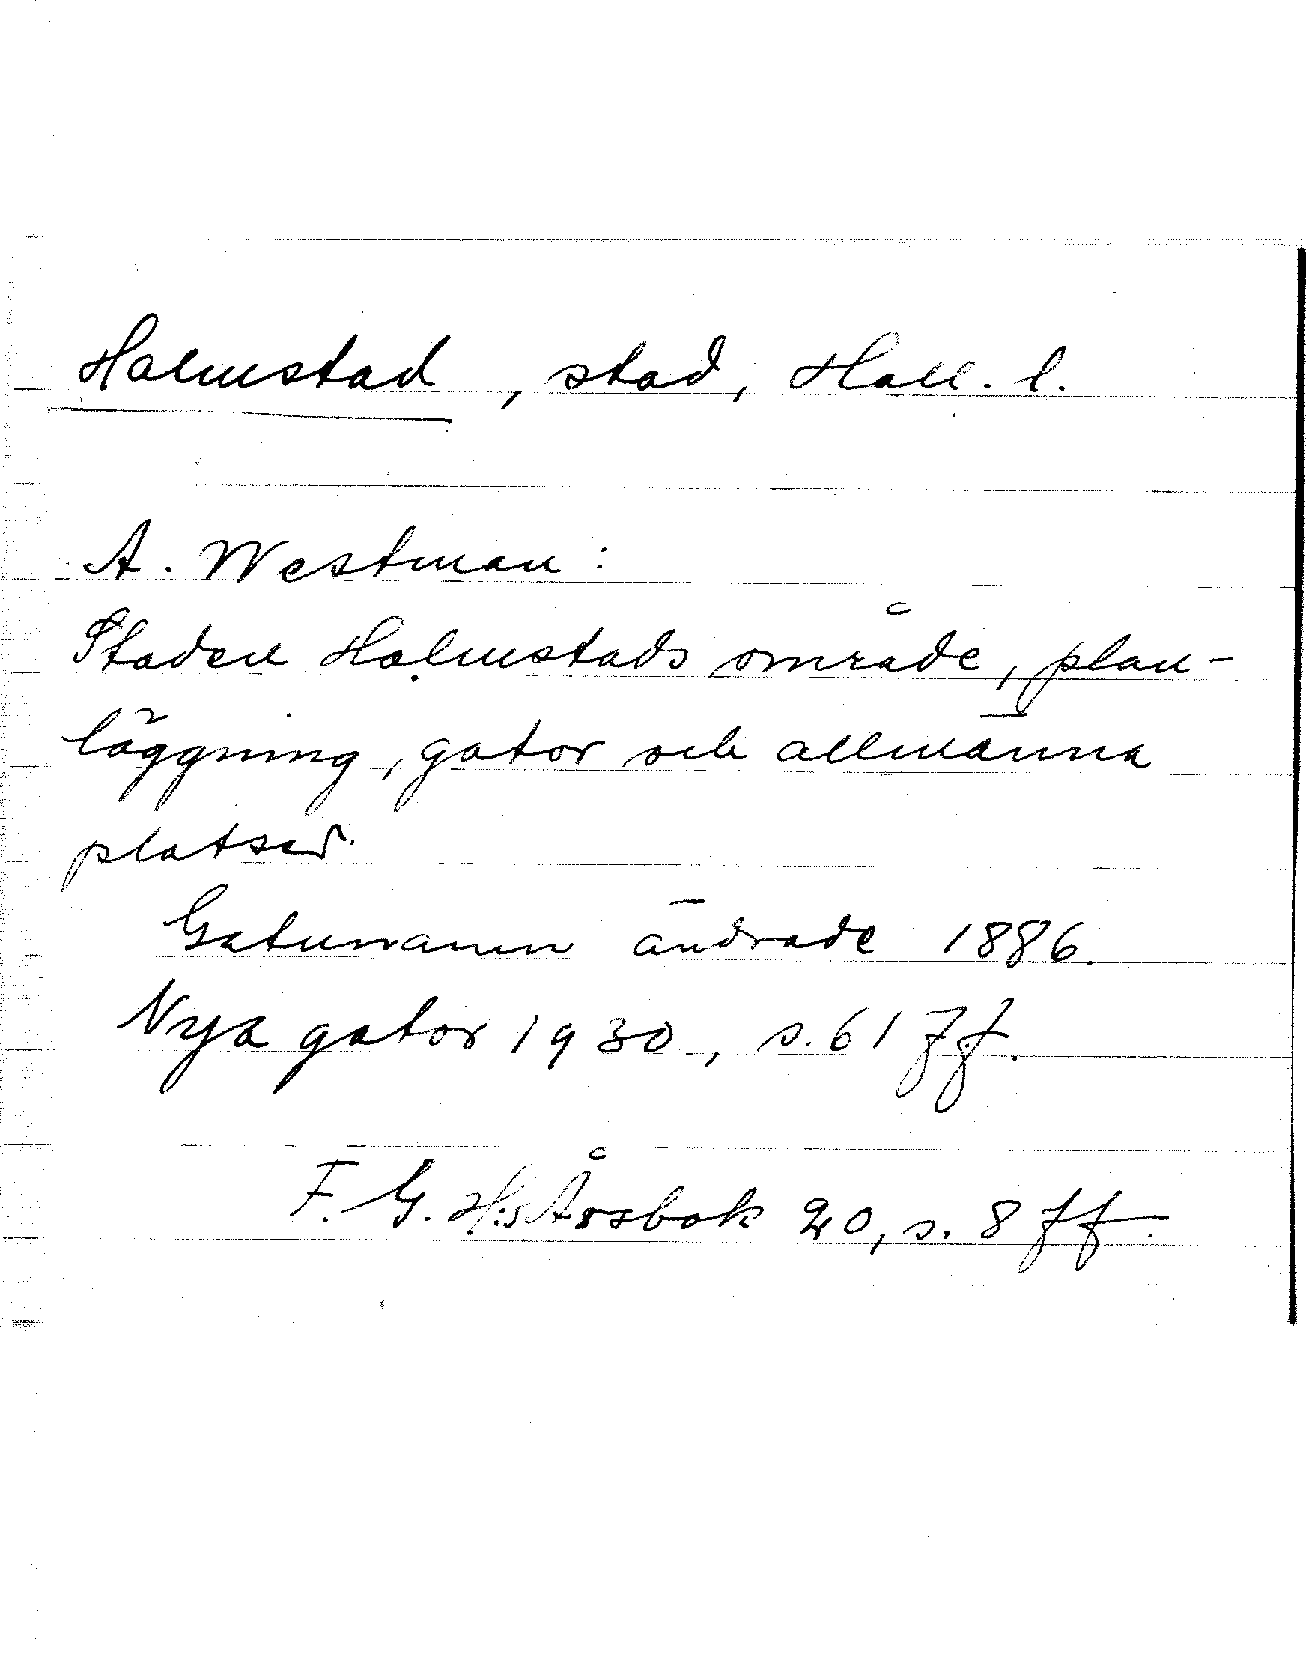 Halmstad, stad, Hall. l.
A. Westman:
Staden Halmstads område, plan-
läggning, gator och allmänna
platser.
Gatunamn ändrade 1886.
Nya gator 1930, s. 61 ff.
F. G. H:s Årsbok 20, s. 8 ff.